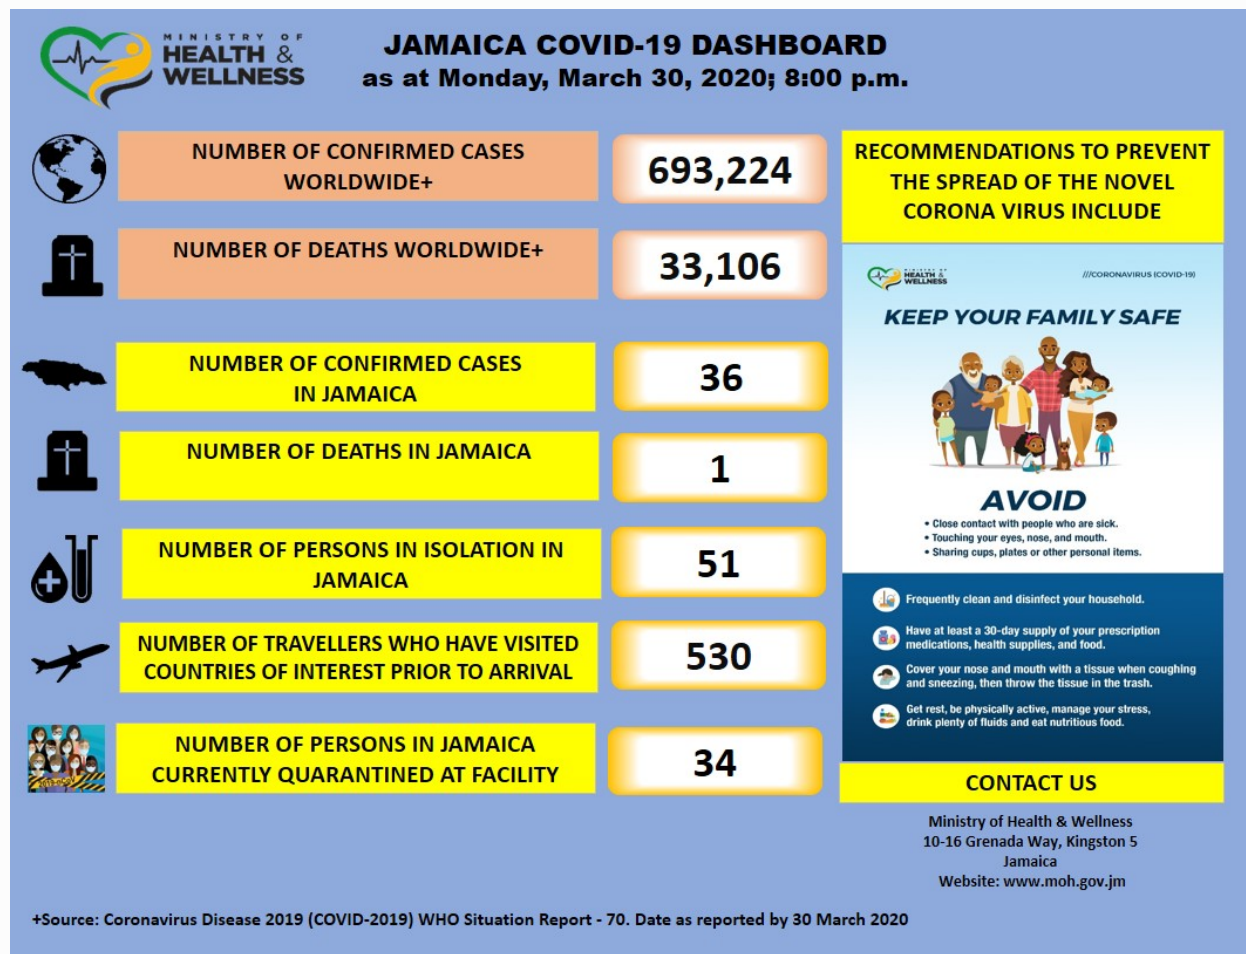 MINISTRY OF
HEALTH &
WELLNESS
JAMAICA COVID-19 DASHBOARD
as at Monday, March 30, 2020; 8:00 p.m.
NUMBER OF CONFIRMED CASES
WORLDWIDE+
693,224
NUMBER OF DEATHS WORLDWIDE+
33,106
NUMBER OF CONFIRMED CASES
IN JAMAICA
36
NUMBER OF DEATHS IN JAMAICA
1
NUMBER OF PERSONS IN ISOLATION IN
JAMAICA
51
NUMBER OF TRAVELLERS WHO HAVE VISITED
COUNTRIES OF INTEREST PRIOR TO ARRIVAL
530
NUMBER OF PERSONS IN JAMAICA
CURRENTLY QUARANTINED AT FACILITY
34
RECOMMENDATIONS TO PREVENT
THE SPREAD OF THE NOVEL
CORONA VIRUS INCLUDE
MINISTRY OF
HEALTH &
WELLNESS
///CORONAVIRUS (COVID-19)
KEEP YOUR FAMILY SAFE
AVOID
• Close contact with people who are sick.
• Touching your eyes, nose, and mouth.
• Sharing cups, plates or other personal items.
Frequently clean and disinfect your household.
Have at least a 30-day supply of your prescription
medications, health supplies, and food.
Cover your nose and mouth with a tissue when coughing
and sneezing, then throw the tissue in the trash.
Get rest, be physically active, manage your stress,
drink plenty of fluids and eat nutritious food.
CONTACT US
Ministry of Health & Wellness
10-16 Grenada Way, Kingston 5
Jamaica
Website: www.moh.gov.jm
+Source: Coronavirus Disease 2019 (COVID-2019) WHO Situation Report - 70. Date as reported by 30 March 2020